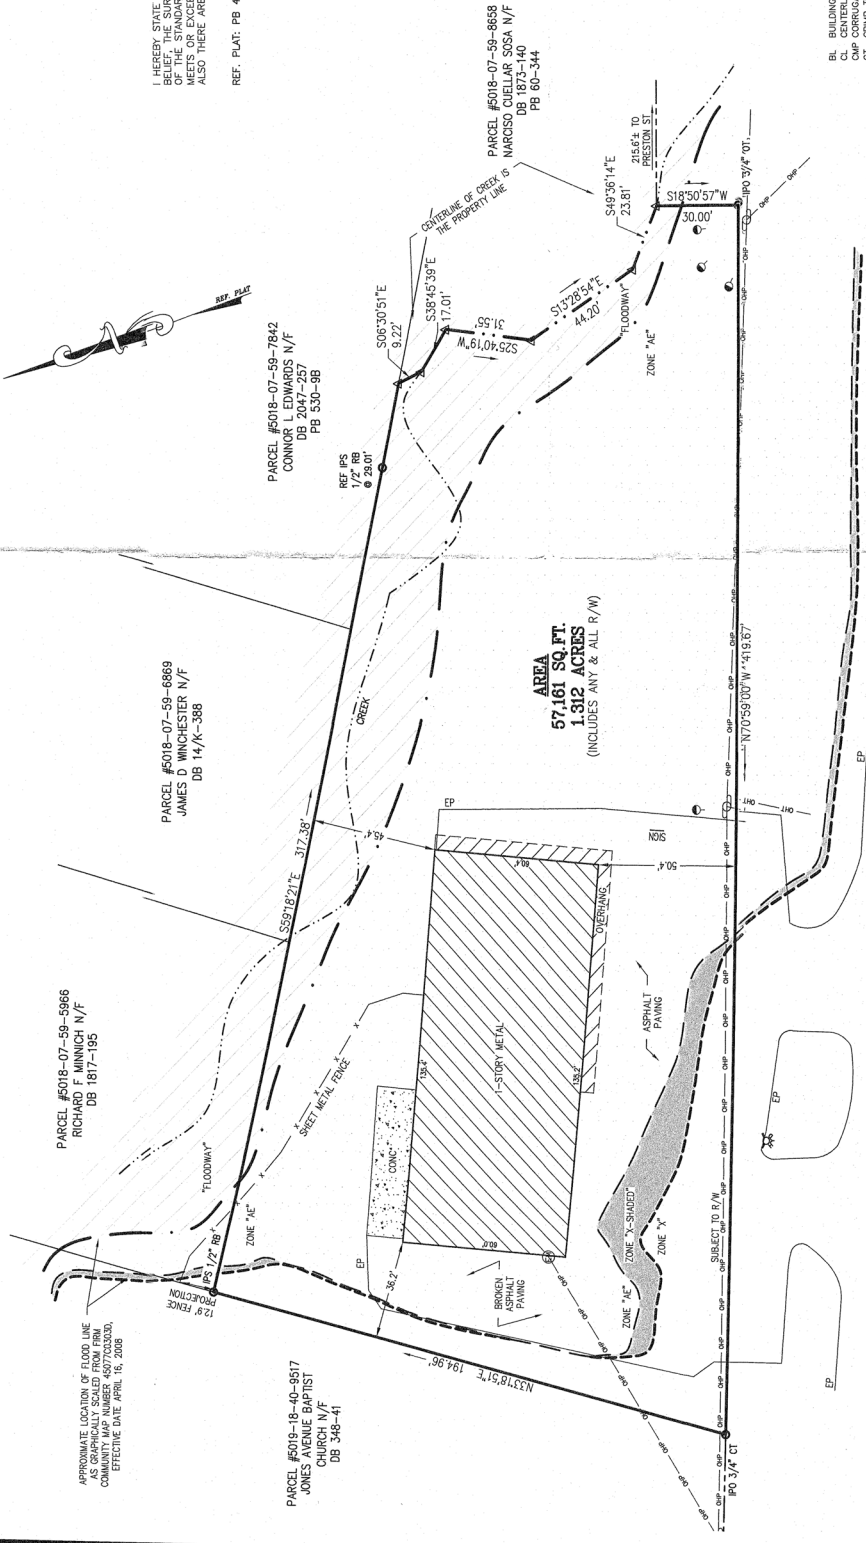 I HEREBY STATE
BELIEF, THE SUR
OF THE STANDAR
MEETS OR EXCEE
ALSO THERE ARE
REF. PLAT: PB 4
REF. PLAT
PARCEL #5018-07-59-5966
RICHARD F MINNICH N/F
DB 1817-195
PARCEL #5018-07-59-6869
JAMES D WINCHESTER N/F
DB 14/K-388
PARCEL #5018-07-59-7842
CONNOR L EDWARDS N/F
DB 2047-257
PB 530-9B
PARCEL #5018-07-59-8658
NARCISO CUELLAR SOSA N/F
DB 1873-140
PB 60-344
APPROXIMATE LOCATION OF FLOOD LINE
AS GRAPHICALLY SCALED FROM FIRM
COMMUNITY MAP NUMBER 45077C0303D,
EFFECTIVE DATE APRIL 16, 2008
12.9' FENCE
PROJECTION
IPS 1/2" RB
"FLOODWAY"
ZONE "AE"
S59°18'21"E 317.38'
CREEK
REF IPS
1/2" RB
@ 29.01'
S06°30'51"E
9.22'
S38°45'39"E
17.01'
CENTERLINE OF CREEK IS
THE PROPERTY LINE
S25°40'19"W
31.55'
S13°28'54"E
44.20'
S49°36'14"E
23.81'
215.6'± TO
PRESTON ST
S18°50'57"W
30.00'
IPO 3/4" OT
"FLOODWAY"
ZONE "AE"
SHEET METAL FENCE
45.4'
EP
CONC
135.4'
60.4'
1-STORY METAL
60.0'
135.2'
OVERHANG
50.4'
SIGN
AREA
57,161 SQ.FT.
1.312 ACRES
(INCLUDES ANY & ALL R/W)
PARCEL #5019-18-40-9517
JONES AVENUE BAPTIST
CHURCH N/F
DB 348-41
EP
36.2'
BROKEN
ASPHALT
PAVING
N33°18'51"E 194.96'
ASPHALT
PAVING
ZONE "AE"
ZONE "X-SHADED"
ZONE "X"
SUBJECT TO R/W
N70°59'00"W 419.67'
OHP
OHT
IPO 3/4" CT
EP
EP
EP
BL BUILDING
CL CENTERL
CMP CORRUG